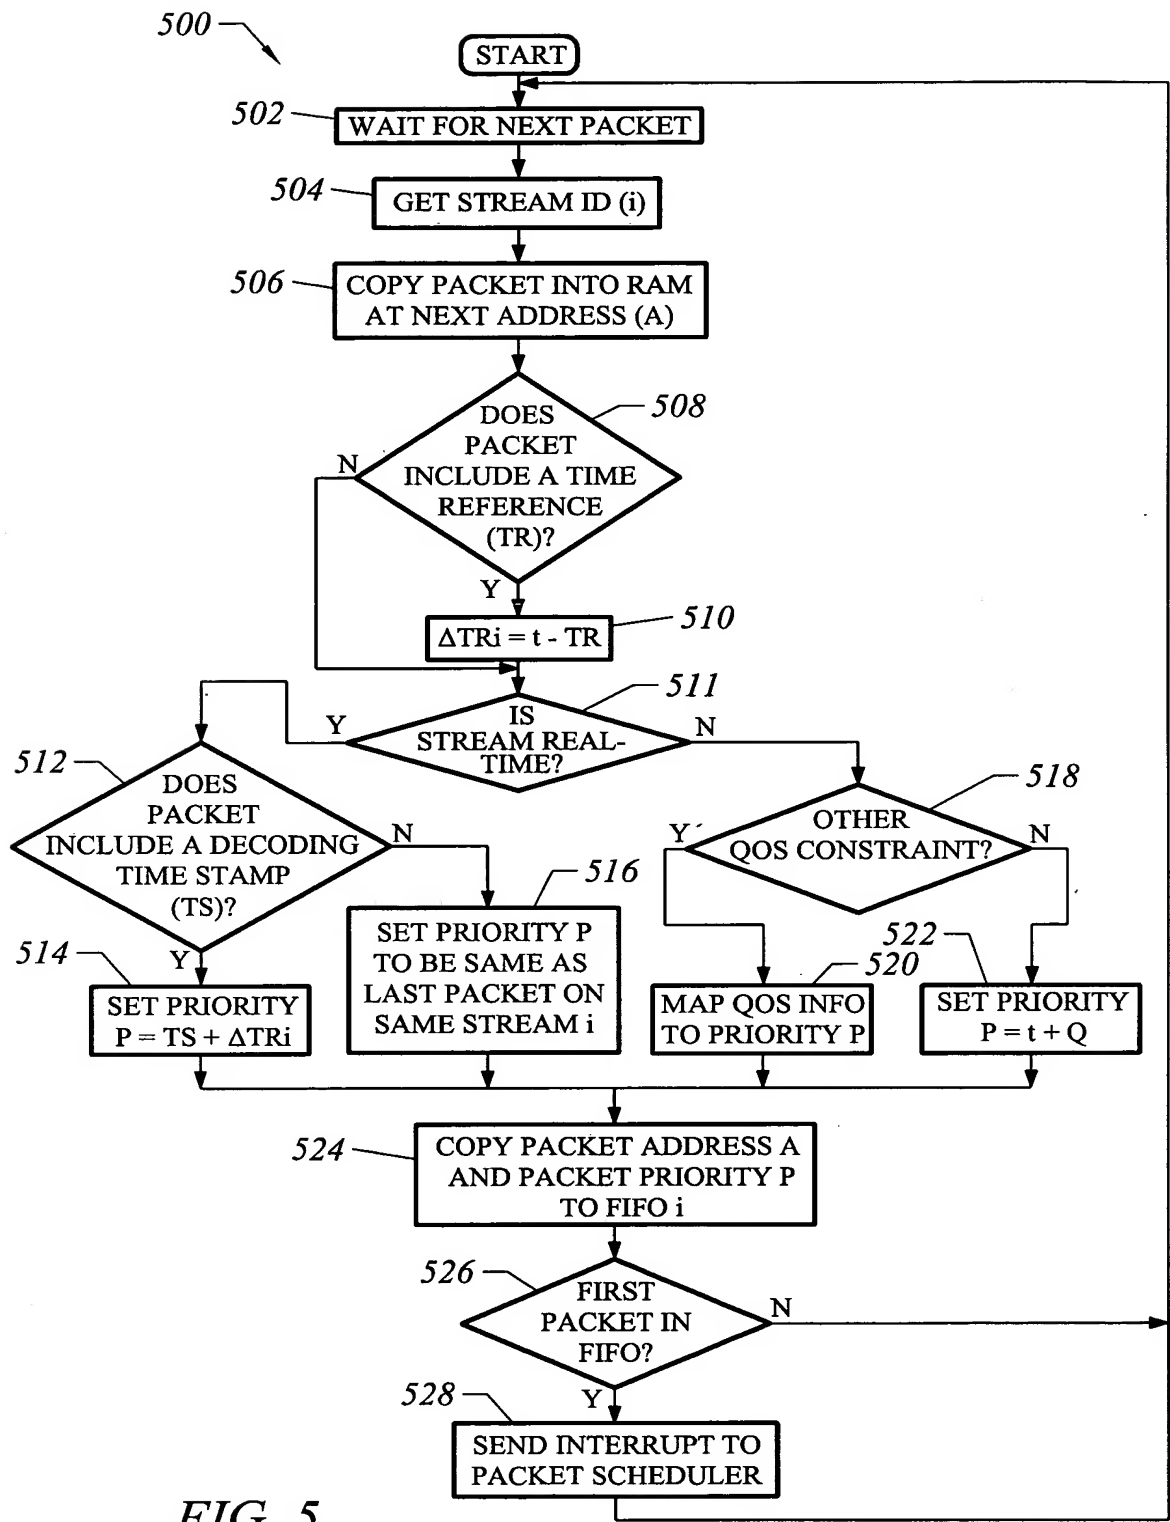 500
START
502
WAIT FOR NEXT PACKET
504
GET STREAM ID (i)
506
COPY PACKET INTO RAM
AT NEXT ADDRESS (A)
508
DOES
PACKET
INCLUDE A TIME
REFERENCE
(TR)?
N
Y
510
ΔTRi = t - TR
511
IS
STREAM REAL-
TIME?
Y
N
512
DOES
PACKET
INCLUDE A DECODING
TIME STAMP
(TS)?
N
Y
518
OTHER
QOS CONSTRAINT?
Y
N
514
SET PRIORITY
P = TS + ΔTRi
516
SET PRIORITY P
TO BE SAME AS
LAST PACKET ON
SAME STREAM i
520
MAP QOS INFO
TO PRIORITY P
522
SET PRIORITY
P = t + Q
524
COPY PACKET ADDRESS A
AND PACKET PRIORITY P
TO FIFO i
526
FIRST
PACKET IN
FIFO?
N
Y
528
SEND INTERRUPT TO
PACKET SCHEDULER
FIG. 5